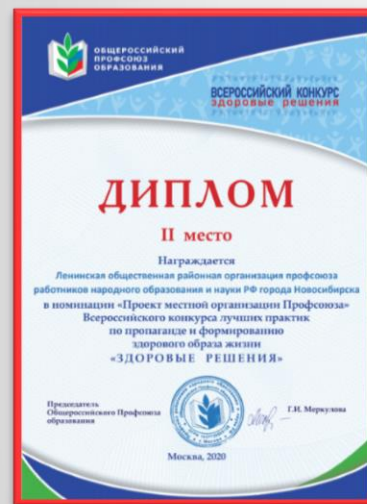 ОБЩЕРОССИЙСКИЙ
ПРОФСОЮЗ
ОБРАЗОВАНИЯ
ВСЕРОССИЙСКИЙ КОНКУРС
здоровые решения
ДИПЛОМ
II место
Награждается
Ленинская общественная районная организация профсоюза
работников народного образования и науки РФ города Новосибирска
в номинации «Проект местной организации Профсоюза»
Всероссийского конкурса лучших практик
по пропаганде и формированию
здорового образа жизни
«ЗДОРОВЫЕ РЕШЕНИЯ»
Председатель
Общероссийского Профсоюза
образования
Г.И. Меркулова
Москва, 2020